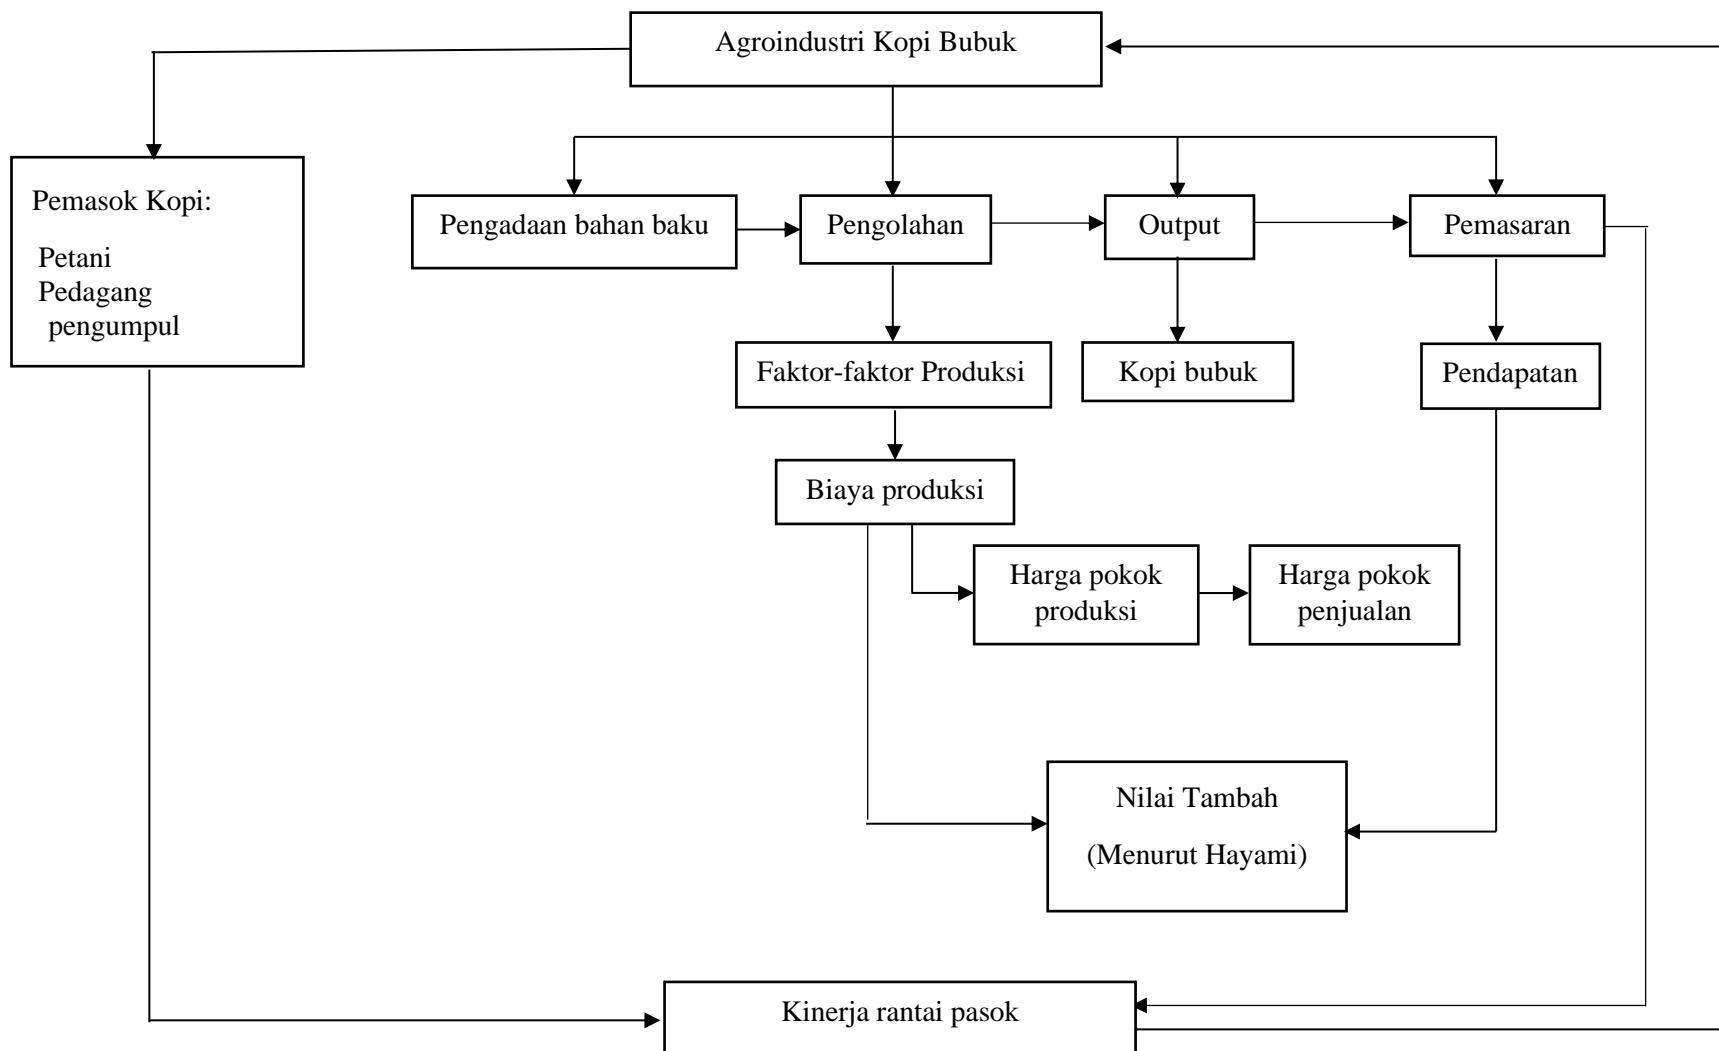 Agroindustri Kopi Bubuk
Pemasok Kopi:
Petani
Pedagang
pengumpul
Pengadaan bahan baku
Pengolahan
Output
Pemasaran
Faktor-faktor Produksi
Kopi bubuk
Pendapatan
Biaya produksi
Harga pokok
produksi
Harga pokok
penjualan
Nilai Tambah
(Menurut Hayami)
Kinerja rantai pasok